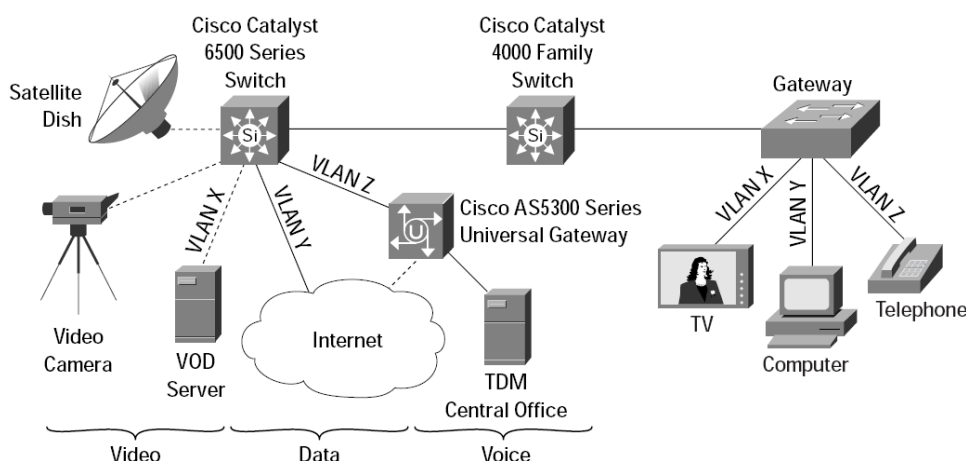 Cisco Catalyst
6500 Series
Switch
Cisco Catalyst
4000 Family
Switch
Gateway
Satellite
Dish
Si
Si
VLAN Z
VLAN X
VLAN Y
U
Cisco AS5300 Series
Universal Gateway
VLAN X
VLAN Y
VLAN Z
Video
Camera
VOD
Server
Internet
TDM
Central Office
TV
Computer
Telephone
Video
Data
Voice